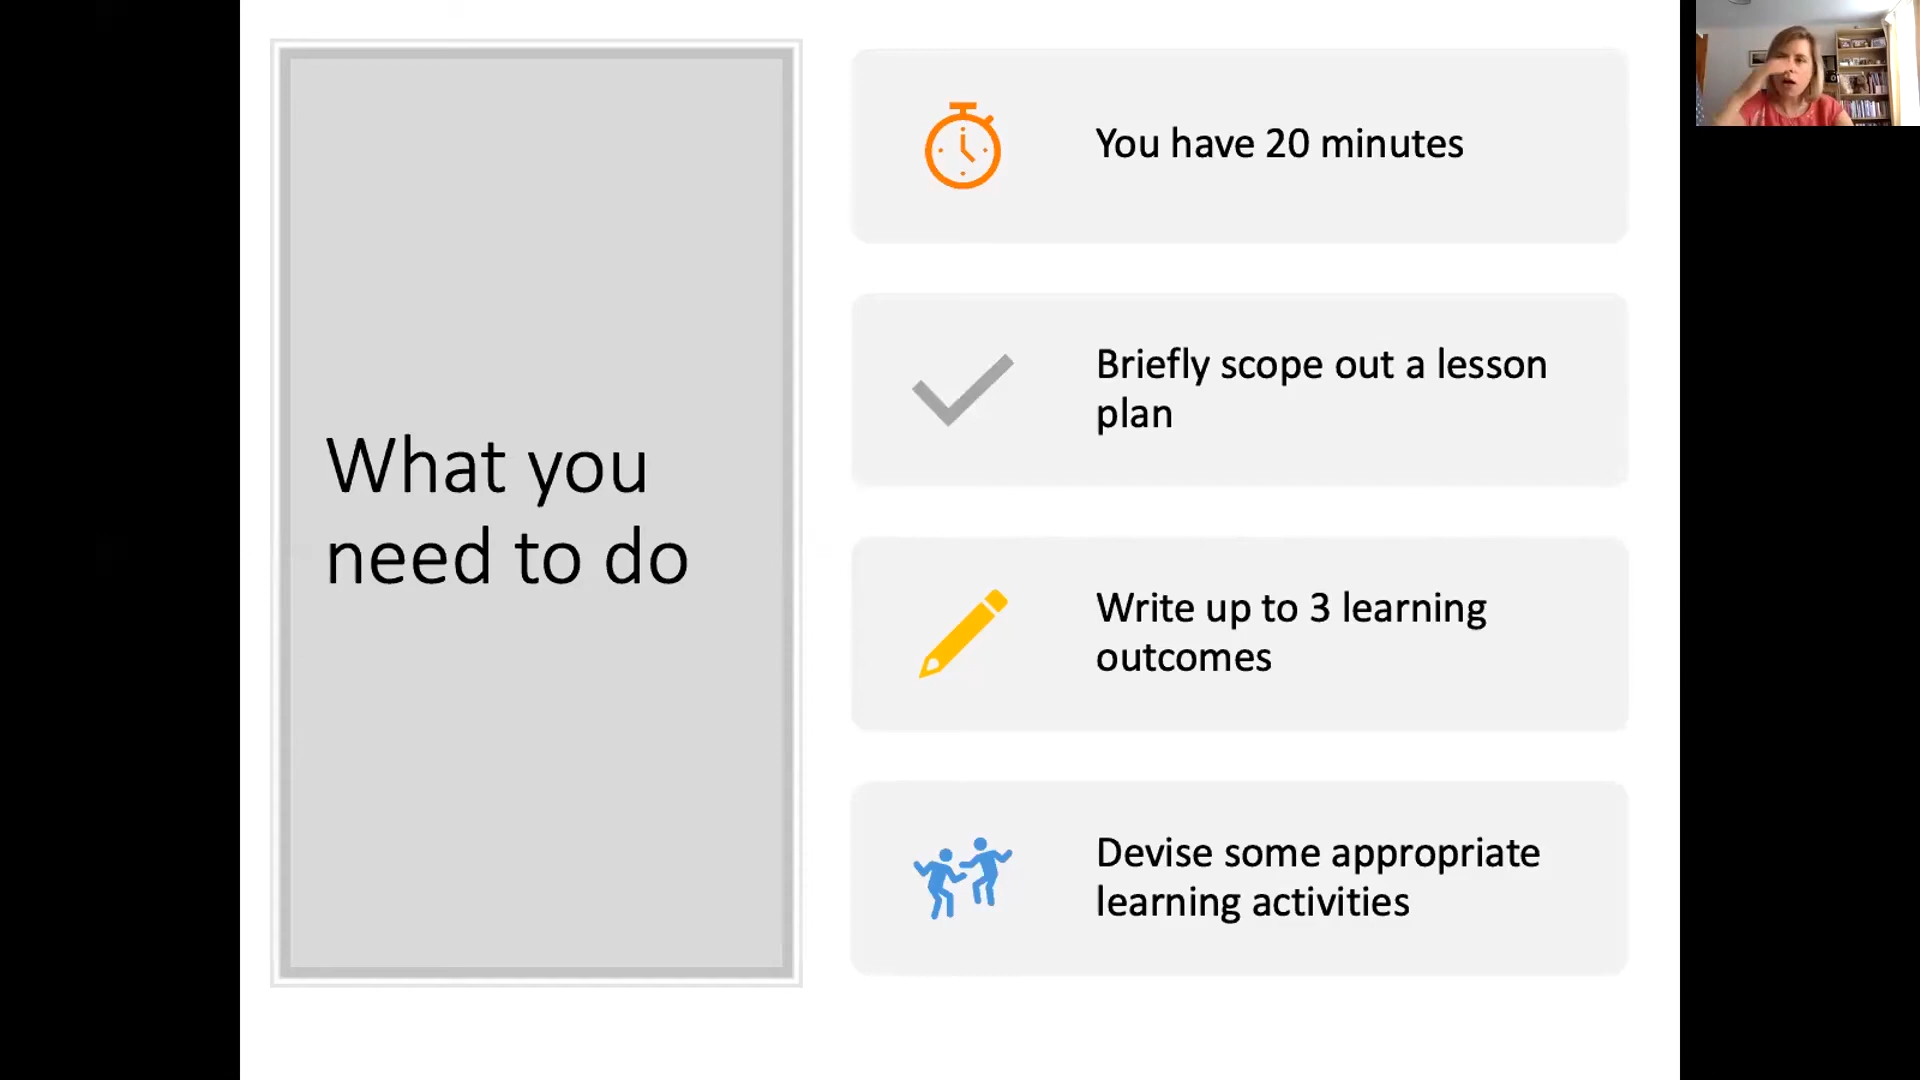 What you
need to do
You have 20 minutes
Briefly scope out a lesson
plan
Write up to 3 learning
outcomes
Devise some appropriate
learning activities